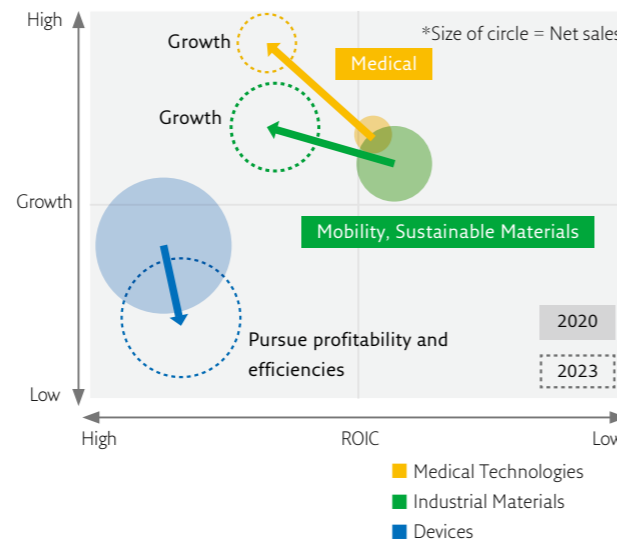 High
Growth
*Size of circle = Net sales
Medical
Growth
Growth
Mobility, Sustainable Materials
Pursue profitability and
efficiencies
2020
2023
Low
High
ROIC
Low
Medical Technologies
Industrial Materials
Devices